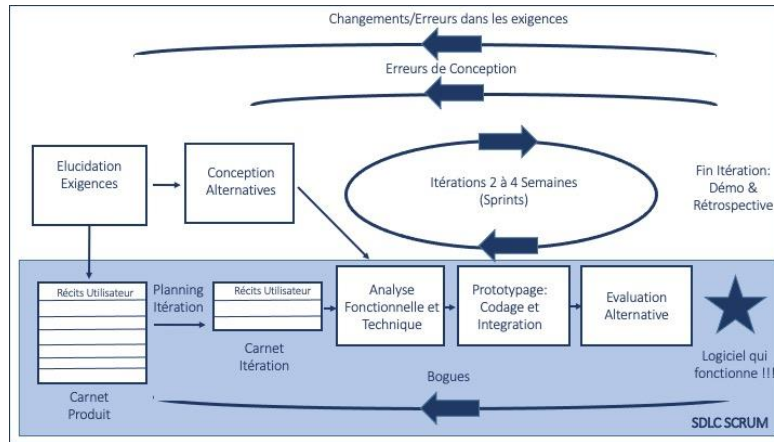 Changements/Erreurs dans les exigences
Erreurs de Conception
Elucidation
Exigences
Conception
Alternatives
Itérations 2 à 4 Semaines
(Sprints)
Fin Itération:
Démo &
Rétrospective
Récits Utilisateur
Planning
Itération
Récits Utilisateur
Analyse
Fonctionnelle et
Technique
Prototypage:
Codage et
Integration
Evaluation
Alternative
Carnet
Itération
Logiciel qui
fonctionne !!!
Carnet
Produit
Bogues
SDLC SCRUM